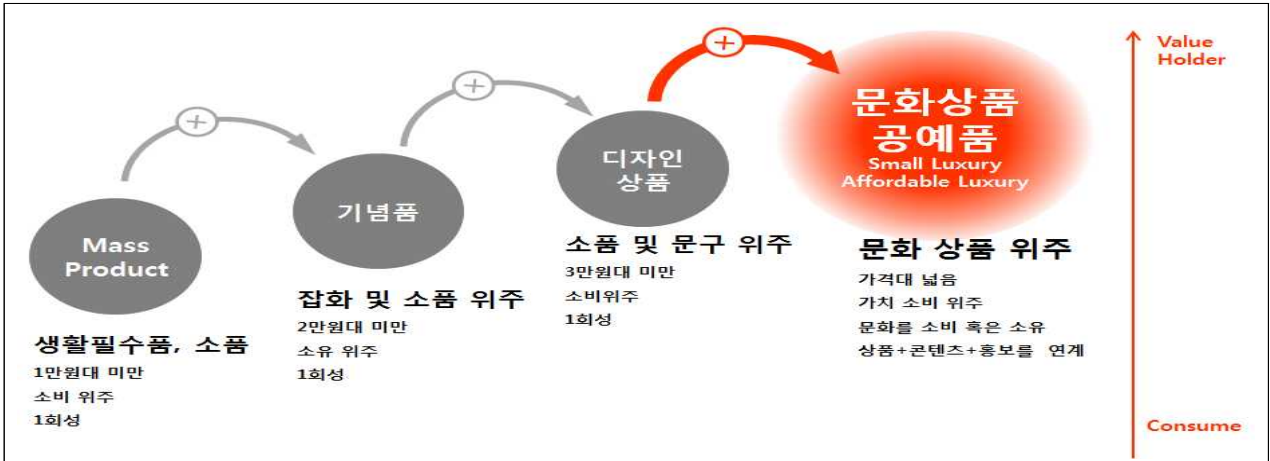 Mass
Product
생활필수품, 소품
1만원대 미만
소비 위주
1회성
기념품
잡화 및 소품 위주
2만원대 미만
소유 위주
1회성
디자인
상품
소품 및 문구 위주
3만원대 미만
소비위주
1회성
문화상품
공예품
Small Luxury
Affordable Luxury
문화 상품 위주
가격대 넓음
가치 소비 위주
문화를 소비 혹은 소유
상품+콘텐츠+홍보를 연계
Value
Holder
Consume